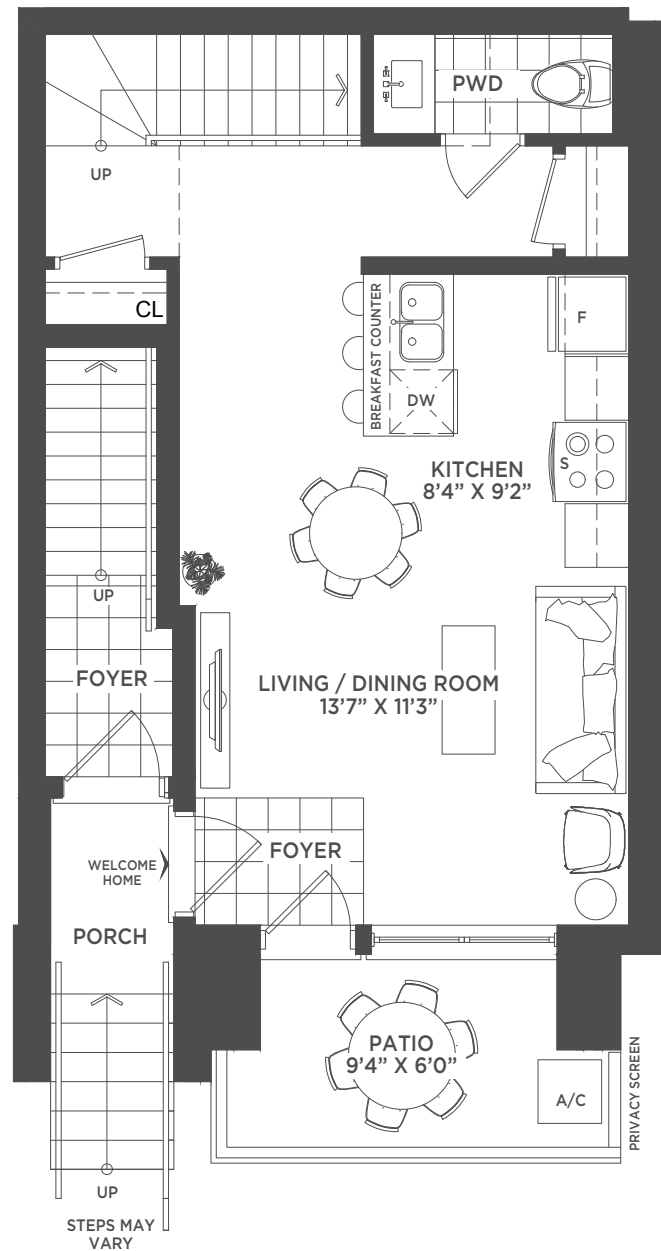 PWD
UP
CL
BREAKFAST COUNTER
F
DW
S
KITCHEN
8’4” X 9’2”
UP
FOYER
LIVING / DINING ROOM
13’7” X 11’3”
FOYER
WELCOME
HOME
PORCH
PATIO
9’4” X 6’0”
A/C
PRIVACY SCREEN
UP
STEPS MAY
VARY